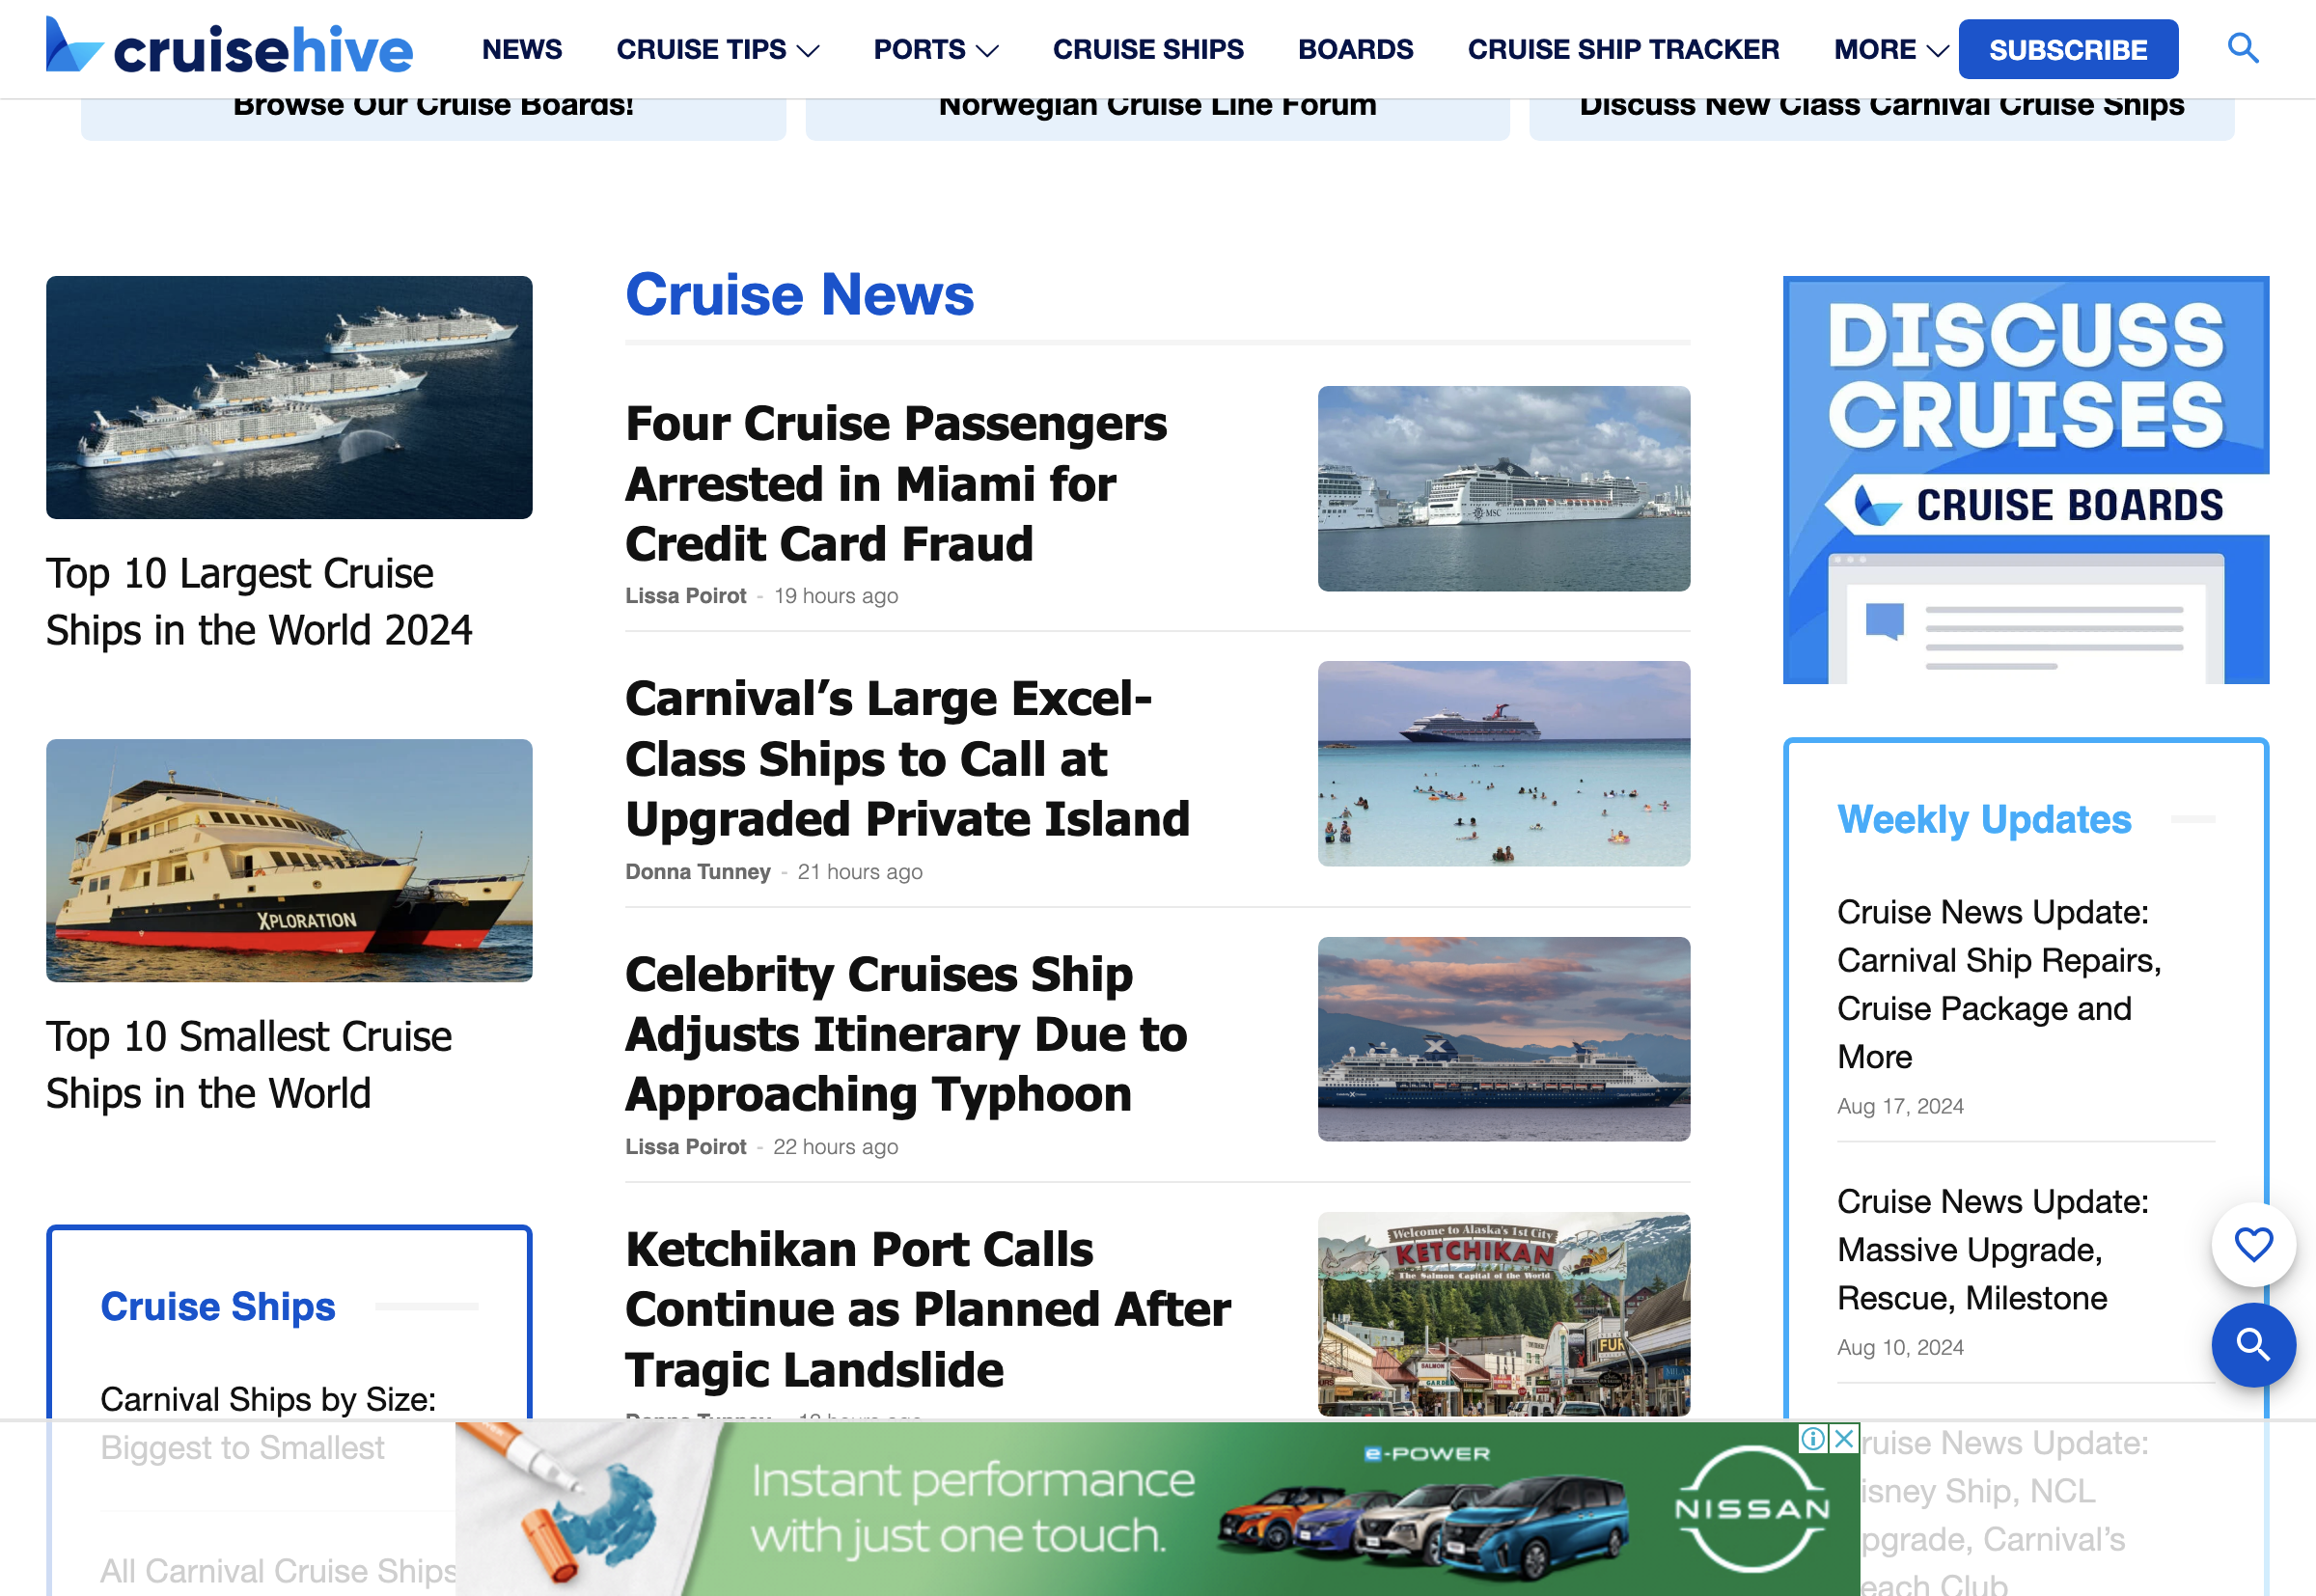 cruisehive
NEWS
CRUISE TIPS
PORTS
CRUISE SHIPS
BOARDS
CRUISE SHIP TRACKER
MORE
SUBSCRIBE
Browse Our Cruise Boards!
Norwegian Cruise Line Forum
Discuss New Class Carnival Cruise Ships
Top 10 Largest Cruise
Ships in the World 2024
XPLORATION
Top 10 Smallest Cruise
Ships in the World
Cruise Ships
Carnival Ships by Size:
Biggest to Smallest
All Carnival Cruise Ships
Cruise News
Four Cruise Passengers
Arrested in Miami for
Credit Card Fraud
Lissa Poirot - 19 hours ago
MSC
Carnival’s Large Excel-
Class Ships to Call at
Upgraded Private Island
Donna Tunney - 21 hours ago
Celebrity Cruises Ship
Adjusts Itinerary Due to
Approaching Typhoon
Lissa Poirot - 22 hours ago
Ketchikan Port Calls
Continue as Planned After
Tragic Landslide
Welcome to Alaska's 1st City
KETCHIKAN
The Salmon Capital of the World
SALMON
FUR
DISCUSS
CRUISES
CRUISE BOARDS
Weekly Updates
Cruise News Update:
Carnival Ship Repairs,
Cruise Package and
More
Aug 17, 2024
Cruise News Update:
Massive Upgrade,
Rescue, Milestone
Aug 10, 2024
ruise News Update:
isney Ship, NCL
pgrade, Carnival’s
each Club
Instant performance
with just one touch.
e-POWER
NISSAN